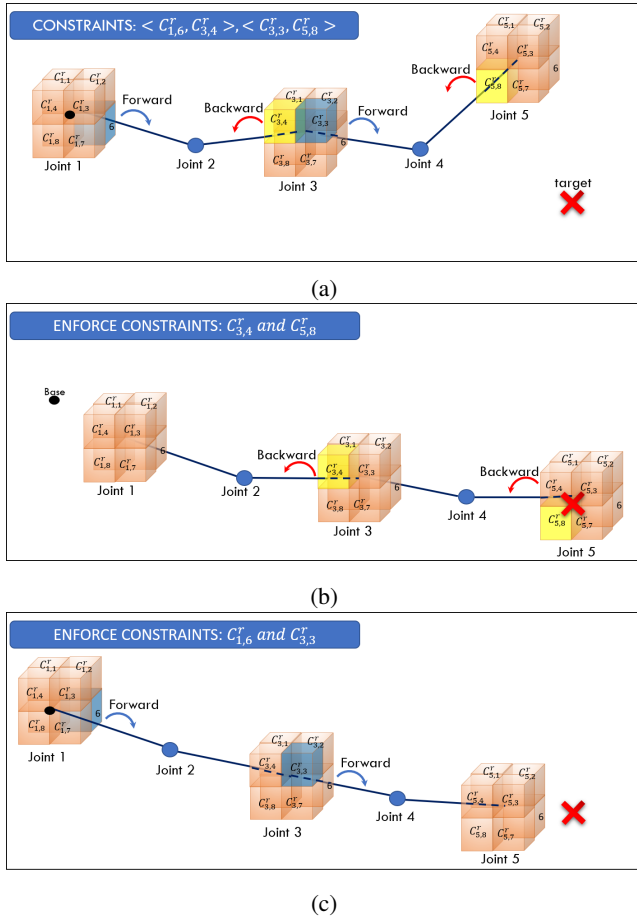 CONSTRAINTS: < C^r_{1,6}, C^r_{3,4} >, < C^r_{3,3}, C^r_{5,8} >
C^r_{1,1} C^r_{1,2}
C^r_{1,4} C^r_{1,3}
6
C^r_{1,8} C^r_{1,7}
Joint 1
Forward
Joint 2
Backward
C^r_{3,1} C^r_{3,2}
C^r_{3,4} C^r_{3,3}
6
C^r_{3,8} C^r_{3,7}
Joint 3
Forward
Joint 4
Backward
C^r_{5,1} C^r_{5,2}
C^r_{5,4} C^r_{5,3}
6
C^r_{5,8} C^r_{5,7}
Joint 5
target
(a)
ENFORCE CONSTRAINTS: C^r_{3,4} and C^r_{5,8}
Base
C^r_{1,1} C^r_{1,2}
C^r_{1,4} C^r_{1,3}
6
C^r_{1,8} C^r_{1,7}
Joint 1
Joint 2
Backward
C^r_{3,1} C^r_{3,2}
C^r_{3,4} C^r_{3,3}
6
C^r_{3,8} C^r_{3,7}
Joint 3
Joint 4
Backward
C^r_{5,1} C^r_{5,2}
C^r_{5,4} C^r_{5,3}
6
C^r_{5,8} C^r_{5,7}
Joint 5
(b)
ENFORCE CONSTRAINTS: C^r_{1,6} and C^r_{3,3}
C^r_{1,1} C^r_{1,2}
C^r_{1,4} C^r_{1,3}
6
C^r_{1,8} C^r_{1,7}
Joint 1
Forward
Joint 2
C^r_{3,1} C^r_{3,2}
C^r_{3,4} C^r_{3,3}
6
C^r_{3,8} C^r_{3,7}
Joint 3
Forward
Joint 4
C^r_{5,1} C^r_{5,2}
C^r_{5,4} C^r_{5,3}
6
C^r_{5,8} C^r_{5,7}
Joint 5
(c)